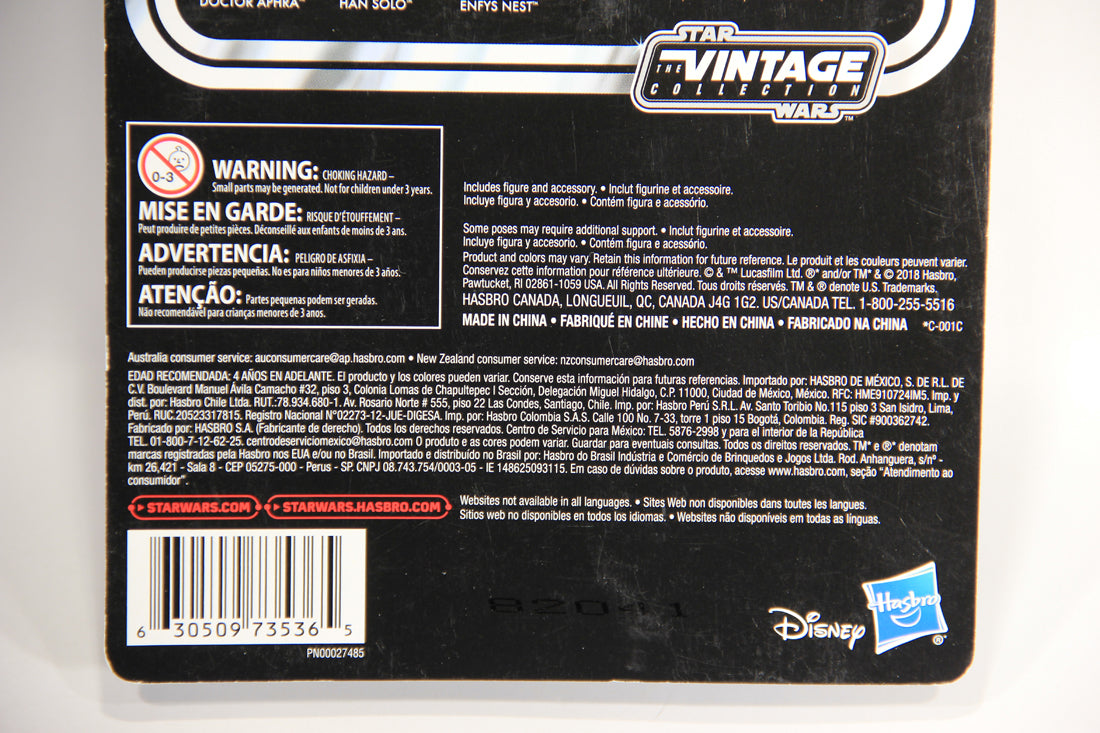 DOCTOR APHRA™ HAN SOLO™ ENFYS NEST™
STAR
THE VINTAGE
COLLECTION
WARS™
0-3
WARNING: CHOKING HAZARD –
Small parts may be generated. Not for children under 3 years.
MISE EN GARDE: RISQUE D'ÉTOUFFEMENT –
Peut produire de petites pièces. Déconseillé aux enfants de moins de 3 ans.
ADVERTENCIA: PELIGRO DE ASFIXIA –
Pueden producirse piezas pequeñas. No es para niños menores de 3 años.
ATENÇÃO: Partes pequenas podem ser geradas.
Não recomendável para crianças menores de 3 anos.
Includes figure and accessory. • Inclut figurine et accessoire.
Incluye figura y accesorio. • Contém figura e acessório.
Some poses may require additional support. • Inclut figurine et accessoire.
Incluye figura y accesorio. • Contém figura e acessório.
Product and colors may vary. Retain this information for future reference. Le produit et les couleurs peuvent varier.
Conservez cette information pour référence ultérieure. © & ™ Lucasfilm Ltd. ®* and/or TM* & © 2018 Hasbro,
Pawtucket, RI 02861-1059 USA. All Rights Reserved. Tous droits réservés. TM & ® denote U.S. Trademarks.
HASBRO CANADA, LONGUEUIL, QC, CANADA J4G 1G2. US/CANADA TEL. 1-800-255-5516
MADE IN CHINA • FABRIQUÉ EN CHINE • HECHO EN CHINA • FABRICADO NA CHINA *C-001C
Australia consumer service: auconsumercare@ap.hasbro.com • New Zealand consumer service: nzconsumercare@hasbro.com
EDAD RECOMENDADA: 4 AÑOS EN ADELANTE. El producto y los colores pueden variar. Conserve esta información para futuras referencias. Importado por: HASBRO DE MÉXICO, S. DE R.L. DE
C.V. Boulevard Manuel Ávila Camacho #32, piso 3, Colonia Lomas de Chapultepec I Sección, Delegación Miguel Hidalgo, C.P. 11000, Ciudad de México, México. RFC: HME910724IM5. Imp. y
dist. por: Hasbro Chile Ltda. RUT.:78.934.680-1. Av. Rosario Norte # 555, piso 22 Las Condes, Santiago, Chile. Imp. por: Hasbro Perú S.R.L. Av. Santo Toribio No.115 piso 3 San Isidro, Lima,
Perú. RUC.20523317815. Registro Nacional N°02273-12-JUE-DIGESA. Imp. por: Hasbro Colombia S.A.S. Calle 100 No. 7-33, torre 1 piso 15 Bogotá, Colombia. Reg. SIC #900362742.
Fabricado por: HASBRO S.A. (Fabricante de derecho). Todos los derechos reservados. Centro de Servicio para México: TEL. 5876-2998 y para el interior de la República
TEL. 01-800-7-12-62-25. centrodeserviciomexico@hasbro.com O produto e as cores podem variar. Guardar para eventuais consultas. Todos os direitos reservados. TM* e ®* denotam
marcas registradas pela Hasbro nos EUA e/ou no Brasil. Importado e distribuído no Brasil por: Hasbro do Brasil Indústria e Comércio de Brinquedos e Jogos Ltda. Rod. Anhanguera, s/nº -
km 26,421 - Sala 8 - CEP 05275-000 - Perus - SP. CNPJ 08.743.754/0003-05 - IE 148625093115. Em caso de dúvidas sobre o produto, acesse www.hasbro.com, seção "Atendimento ao
consumidor".
STARWARS.COM STARWARS.HASBRO.COM
Websites not available in all languages. • Sites Web non disponibles dans toutes les langues.
Sitios web no disponibles en todos los idiomas. • Websites não disponíveis em todas as línguas.
6 30509 73536 5
PN00027485
82041
Disney
Hasbro®